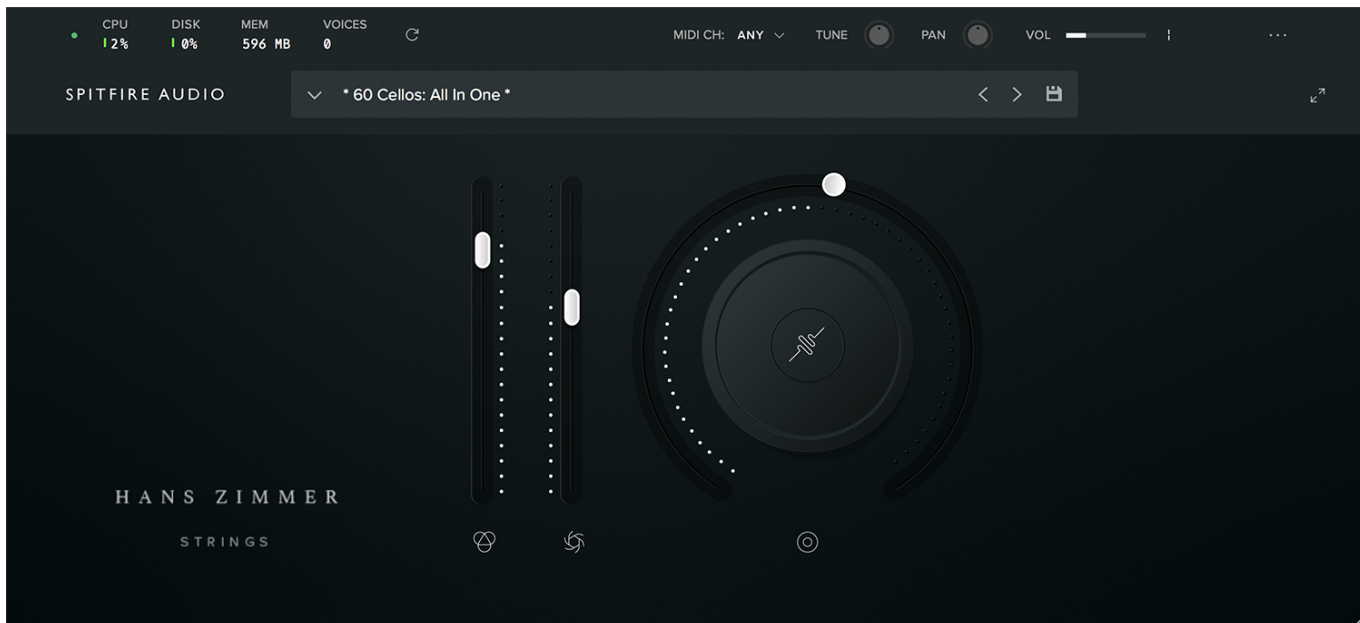 CPU DISK MEM VOICES
2% 0% 596 MB 0
MIDI CH: ANY TUNE PAN VOL
SPITFIRE AUDIO
* 60 Cellos: All In One *
HANS ZIMMER
STRINGS